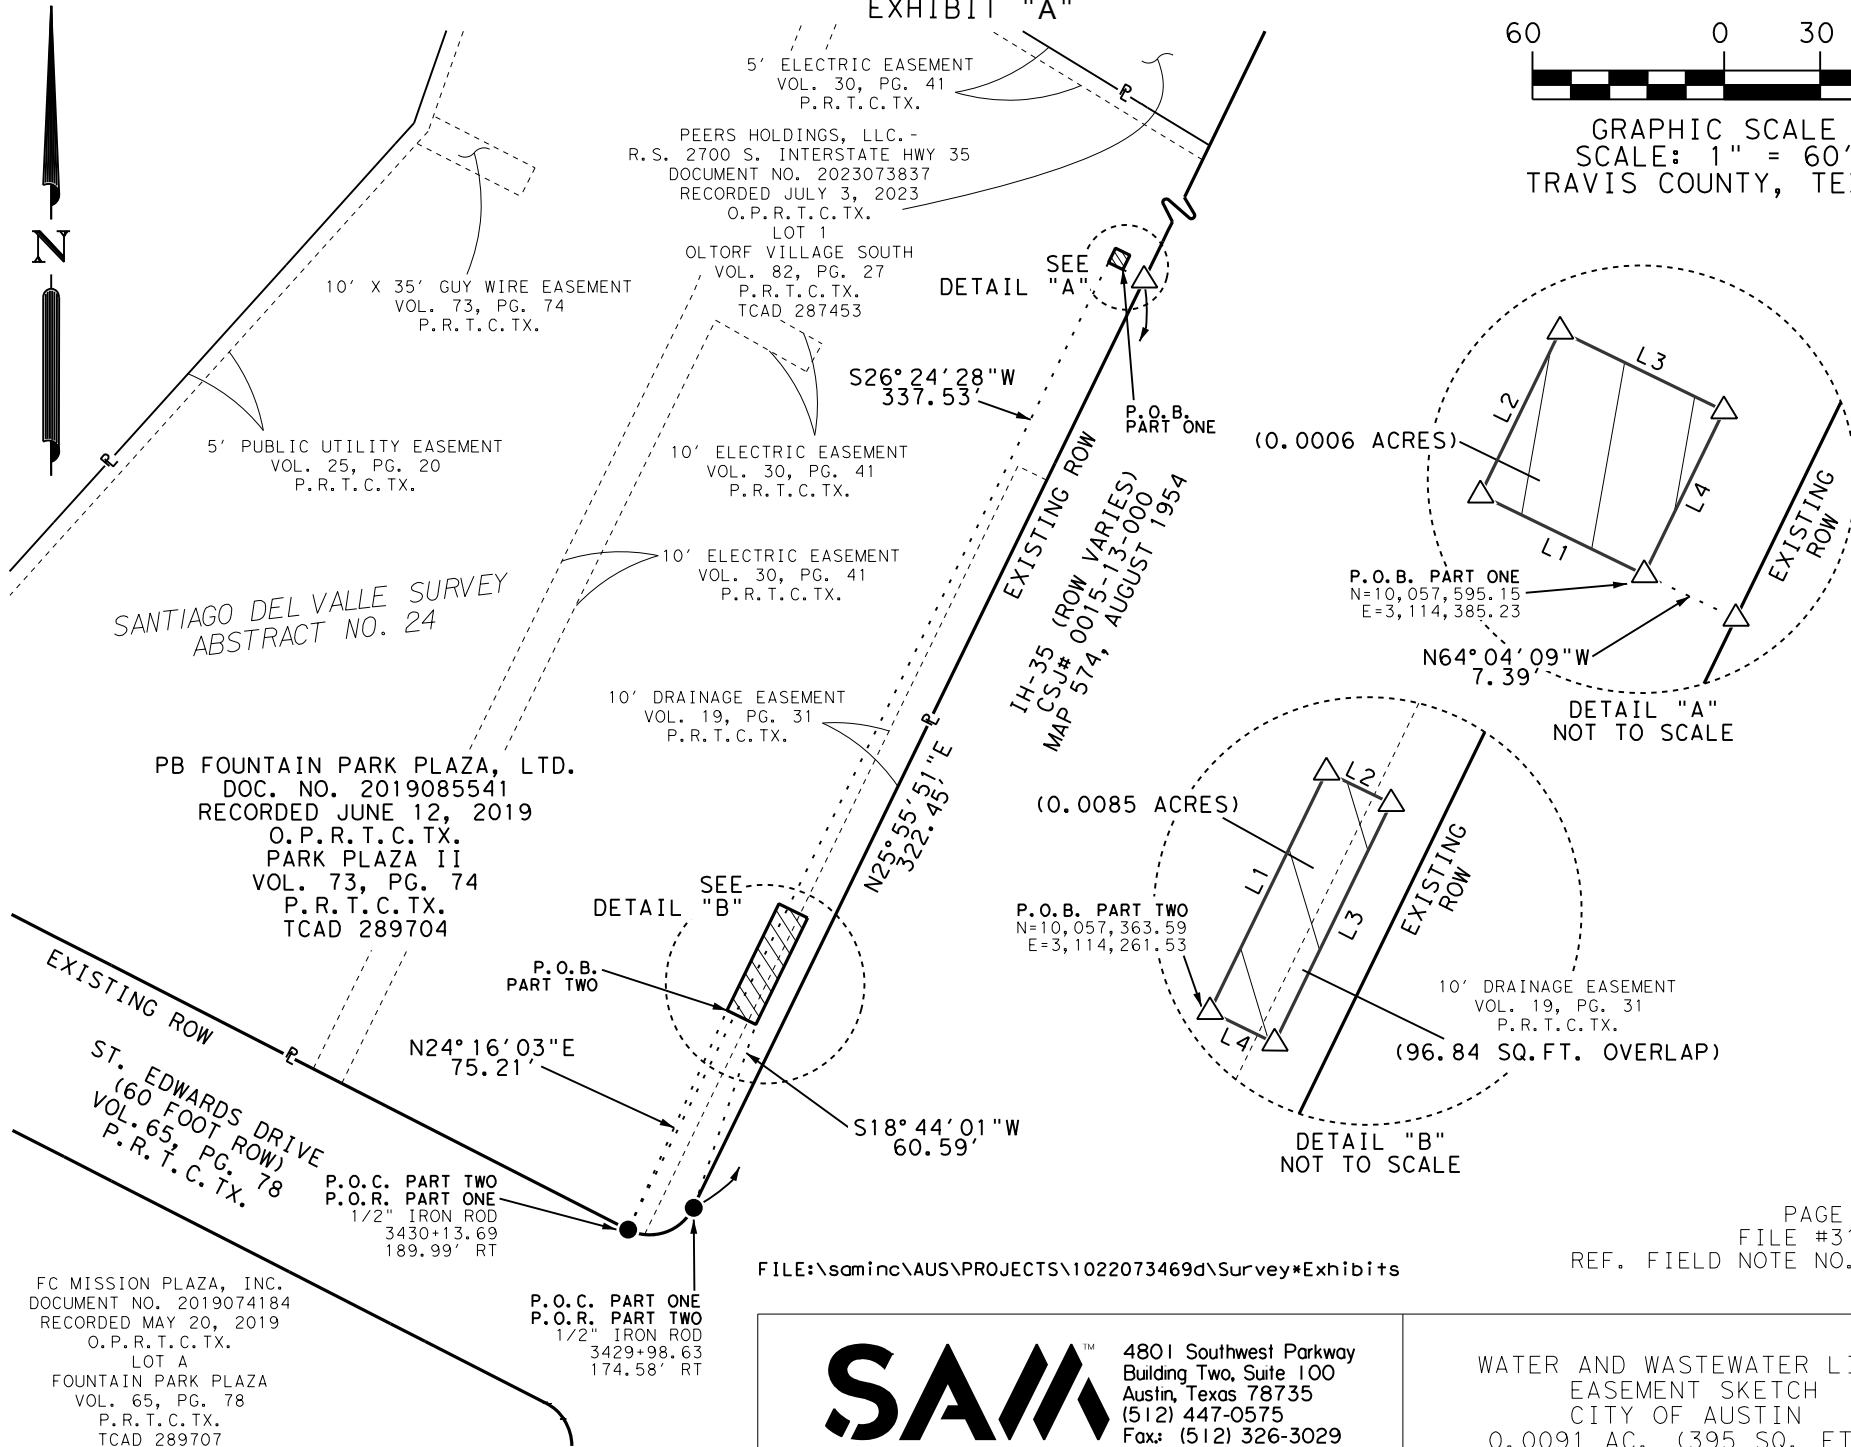 EXHIBIT "A"
60 0 30
GRAPHIC SCALE
SCALE: 1" = 60'
TRAVIS COUNTY,
N
5' ELECTRIC EASEMENT
VOL. 30, PG. 41
P.R.T.C.TX.
PEERS HOLDINGS, LLC.-
R.S. 2700 S. INTERSTATE HWY 35
DOCUMENT NO. 2023073837
RECORDED JULY 3, 2023
O.P.R.T.C.TX.
LOT 1
OLTORF VILLAGE SOUTH
VOL. 82, PG. 27
P.R.T.C.TX.
TCAD 287453
SEE
DETAIL "A"
10' X 35' GUY WIRE EASEMENT
VOL. 73, PG. 74
P.R.T.C.TX.
S26°24'28"W
337.53'
P.O.B.
PART ONE
5' PUBLIC UTILITY EASEMENT
VOL. 25, PG. 20
P.R.T.C.TX.
10' ELECTRIC EASEMENT
VOL. 30, PG. 41
P.R.T.C.TX.
EXISTING ROW
IH-35 (ROW VARIES)
CSJ# 0015-13-000
MAP 574, AUGUST 1954
10' ELECTRIC EASEMENT
VOL. 30, PG. 41
P.R.T.C.TX.
SANTIAGO DEL VALLE SURVEY
ABSTRACT NO. 24
10' DRAINAGE EASEMENT
VOL. 19, PG. 31
P.R.T.C.TX.
N25°55'51"E
322.45'
PB FOUNTAIN PARK PLAZA, LTD.
DOC. NO. 2019085541
RECORDED JUNE 12, 2019
O.P.R.T.C.TX.
PARK PLAZA II
VOL. 73, PG. 74
P.R.T.C.TX.
TCAD 289704
SEE
DETAIL "B"
P.O.B.
PART TWO
EXISTING ROW
N24°16'03"E
75.21'
S18°44'01"W
60.59'
ST. EDWARDS DRIVE
(60 FOOT ROW)
VOL.65, PG. 78
P.R.T.C.TX.
P.O.C. PART TWO
P.O.R. PART ONE
1/2" IRON ROD
3430+13.69
189.99' RT
P.O.C. PART ONE
P.O.R. PART TWO
1/2" IRON ROD
3429+98.63
174.58' RT
FC MISSION PLAZA, INC.
DOCUMENT NO. 2019074184
RECORDED MAY 20, 2019
O.P.R.T.C.TX.
LOT A
FOUNTAIN PARK PLAZA
VOL. 65, PG. 78
P.R.T.C.TX.
TCAD 289707
L3
L2
L4
L1
(0.0006 ACRES)
EXISTING
ROW
P.O.B. PART ONE
N=10,057,595.15
E=3,114,385.23
N64°04'09"W
7.39'
DETAIL "A"
NOT TO SCALE
L2
(0.0085 ACRES)
L1
L3
L4
EXISTING
ROW
P.O.B. PART TWO
N=10,057,363.59
E=3,114,261.53
10' DRAINAGE EASEMENT
VOL. 19, PG. 31
P.R.T.C.TX.
(96.84 SQ.FT. OVERLAP)
DETAIL "B"
NOT TO SCALE
PAGE
FILE #31
REF. FIELD NOTE NO.
FILE:\saminc\AUS\PROJECTS\1022073469d\Survey*Exhibits
SAM™
4801 Southwest Parkway
Building Two, Suite 100
Austin, Texas 78735
(512) 447-0575
Fax: (512) 326-3029
WATER AND WASTEWATER
EASEMENT SKETCH
CITY OF AUSTIN
0.0091 AC. (395 SQ. FT